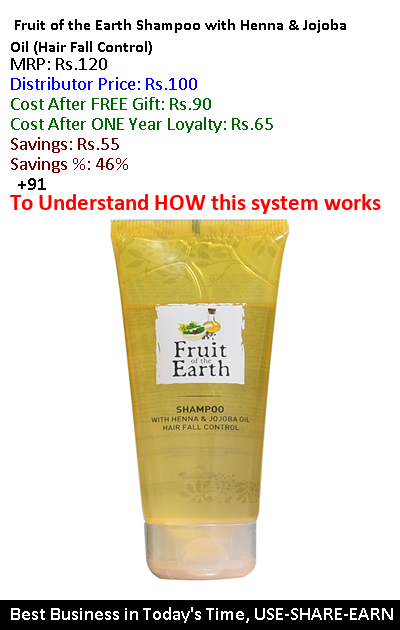 Fruit of the Earth Shampoo with Henna & Jojoba
Oil (Hair Fall Control)
MRP: Rs.120
Distributor Price: Rs.100
Cost After FREE Gift: Rs.90
Cost After ONE Year Loyalty: Rs.65
Savings: Rs.55
Savings %: 46%
+91
To Understand HOW this system works
Fruit
of the
Earth
SHAMPOO
WITH HENNA & JOJOBA OIL
HAIR FALL CONTROL
Best Business in Today's Time, USE-SHARE-EARN